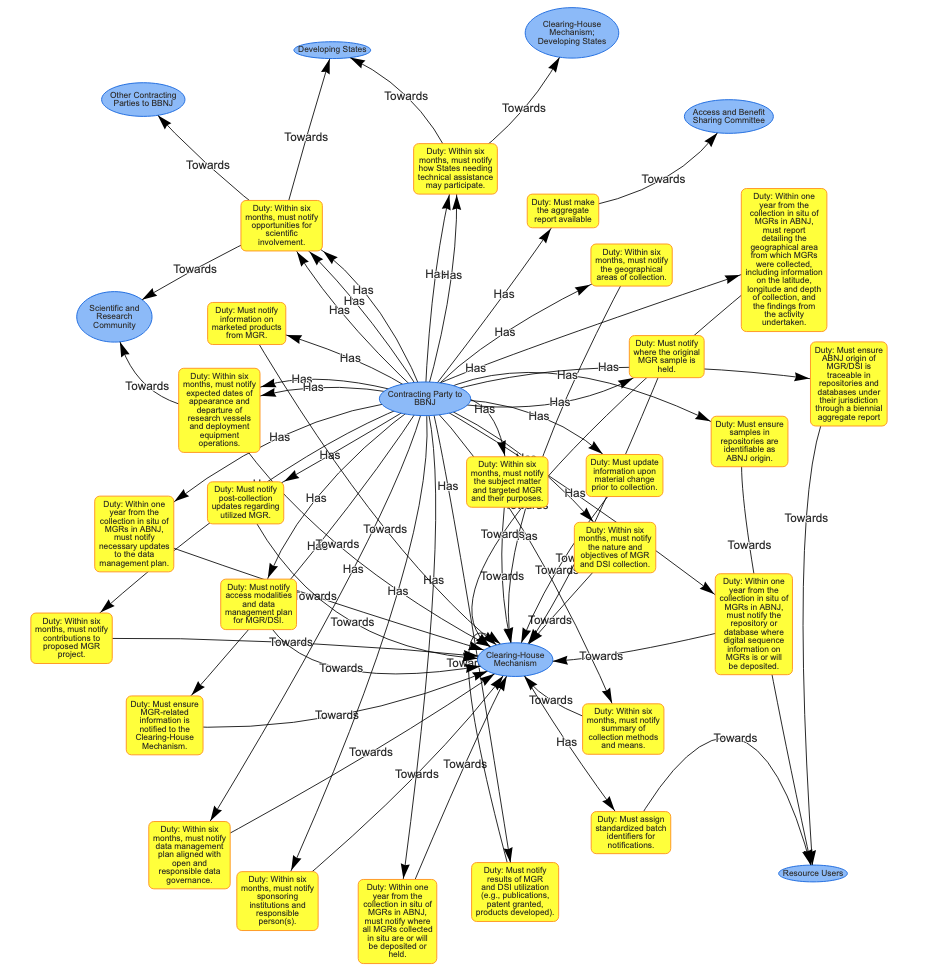 Clearing-House
Mechanism;
Developing States
Developing States
Other Contracting
Parties to BBNJ
Access and Benefit
Sharing Committee
Towards
Towards
Towards
Towards
Towards
Towards
Duty: Within six
months, must notify
how States needing
technical assistance
may participate.
Duty: Must make
the aggregate
report available
Duty: Within one
year from the
collection in situ of
MGRs in ABNJ,
must report
detailing the
geographical area
from which MGRs
were collected,
including information
on the latitude,
longitude and depth
of collection, and
the findings from
the activity
undertaken.
Duty: Within six
months, must notify
opportunities for
scientific
involvement.
Duty: Within six
months, must notify
the geographical
areas of collection.
Scientific and
Research
Community
Has
Has
Has
Has
Has
Has
Duty: Must notify
information on
marketed products
from MGR.
Has
Has
Duty: Must notify
where the original
MGR sample is
held.
Duty: Must ensure
ABNJ origin of
MGR/DSI is
traceable in
repositories and
databases under
their jurisdiction
through a biennial
aggregate report
Towards
Duty: Within six
months, must notify
expected dates of
appearance and
departure of
research vessels
and deployment
equipment
operations.
Has
Has
Has
Has
Has
Contracting Party to
BBNJ
Has
Has
Has
Duty: Must ensure
samples in
repositories are
identifiable as
ABNJ origin.
Has
Has
Duty: Within six
months, must notify
the subject matter
and targeted MGR
and their purposes.
Duty: Must update
information upon
material change
prior to collection.
Has
Has
Has
Duty: Must notify
post-collection
updates regarding
utilized MGR.
Duty: Within one
year from the
collection in situ of
MGRs in ABNJ,
must notify
necessary updates
to the data
management plan.
Towards
Towards
Towards
Duty: Within six
months, must notify
the nature and
objectives of MGR
and DSI collection.
Towards
Has
Has
Towards
Towards
Duty: Must notify
access modalities
and data
management plan
for MGR/DSI.
Towards
Towards
Towards
Duty: Within one
year from the
collection in situ of
MGRs in ABNJ,
must notify the
repository or
database where
digital sequence
information on
MGRs is or will
be deposited.
Duty: Within six
months, must notify
contributions to
proposed MGR
project.
Towards
Towards
Clearing-House
Mechanism
Towards
Towards
Duty: Must ensure
MGR-related
information is
notified to the
Clearing-House
Mechanism.
Towards
Duty: Within six
months, must notify
summary of
collection methods
and means.
Has
Towards
Towards
Towards
Towards
Duty: Within six
months, must notify
data management
plan aligned with
open and
responsible data
governance.
Duty: Must assign
standardized batch
identifiers for
notifications.
Resource Users
Duty: Within six
months, must notify
sponsoring
institutions and
responsible
person(s).
Duty: Within one
year from the
collection in situ of
MGRs in ABNJ,
must notify where
all MGRs collected
in situ are or will
be deposited or
held.
Duty: Must notify
results of MGR
and DSI utilization
(e.g., publications,
patent granted,
products developed).